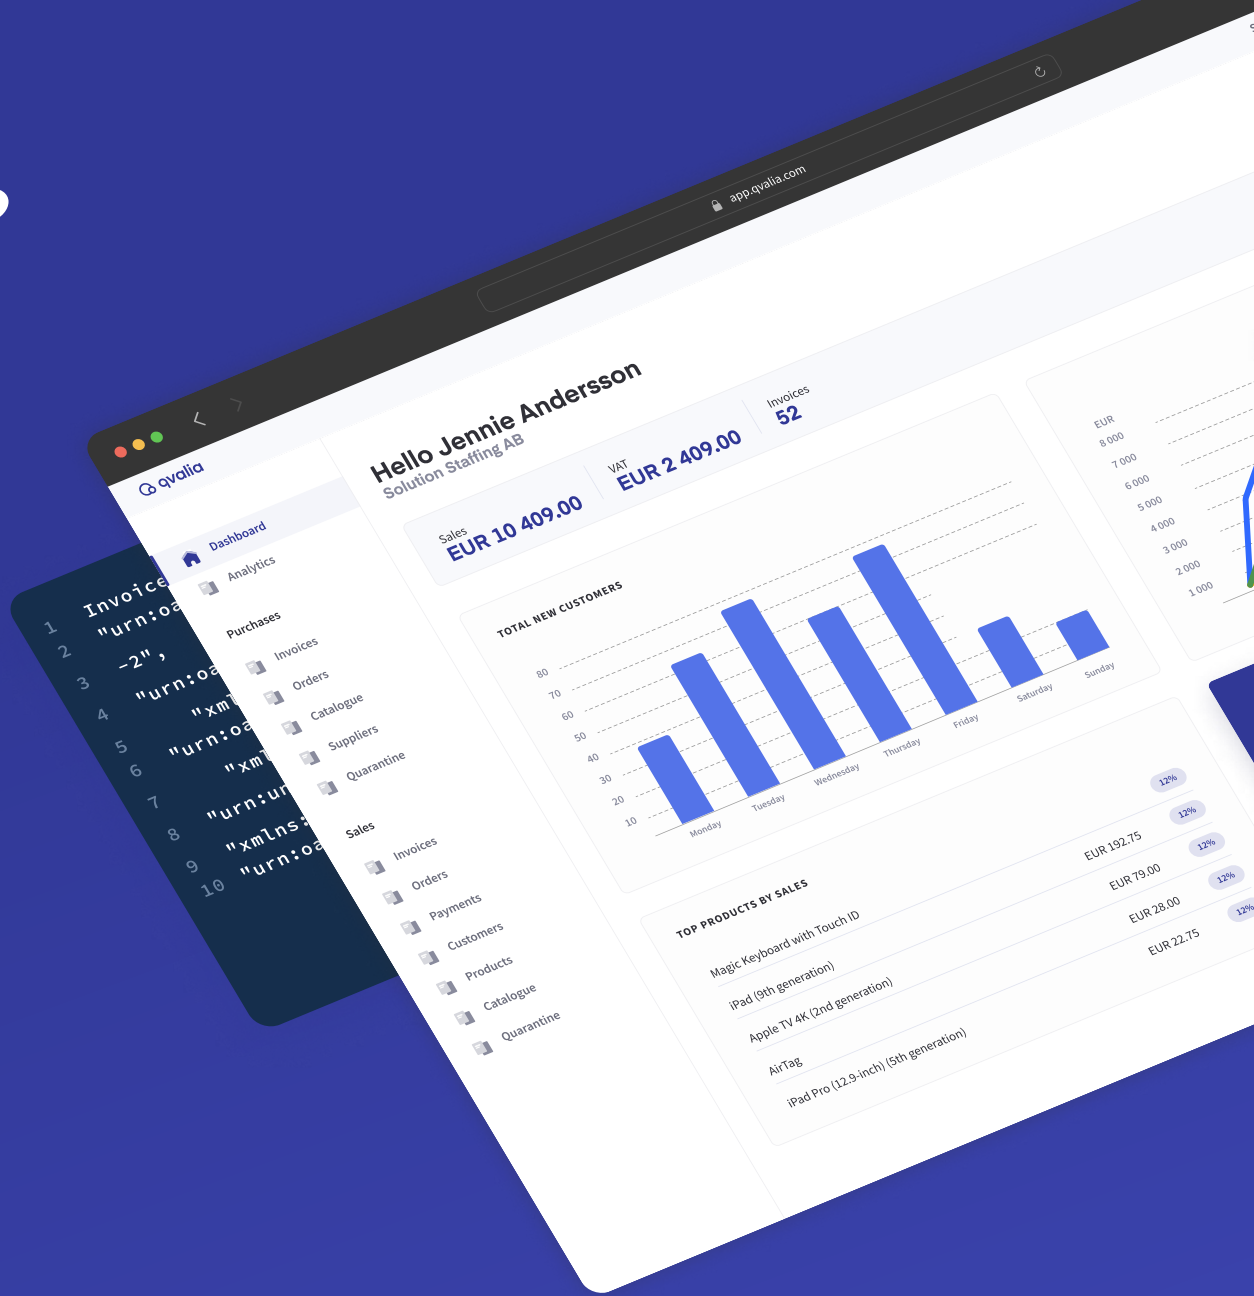 app.qvalia.com
qvalia
Dashboard
Analytics
Purchases
Invoices
Orders
Catalogue
Suppliers
Quarantine
Sales
Invoices
Orders
Payments
Customers
Products
Catalogue
Quarantine
Hello Jennie Andersson
Solution Staffing AB
Sales
EUR 10 409.00
VAT
EUR 2 409.00
Invoices
52
TOTAL NEW CUSTOMERS
80
70
60
50
40
30
20
10
Monday
Tuesday
Wednesday
Thursday
Friday
Saturday
Sunday
EUR
8 000
7 000
6 000
5 000
4 000
3 000
2 000
1 000
TOP PRODUCTS BY SALES
12%
Magic Keyboard with Touch ID EUR 192.75 12%
iPad (9th generation) EUR 79.00 12%
Apple TV 4K (2nd generation) EUR 28.00 12%
AirTag EUR 22.75 12%
iPad Pro (12.9-inch) (5th generation)
1 Invoice
2 "urn:oa
3 -2",
4 "urn:oa
5 "xml
6 "urn:oa
7 "xml
8 "urn:un
9 "xmlns:
10 "urn:oa